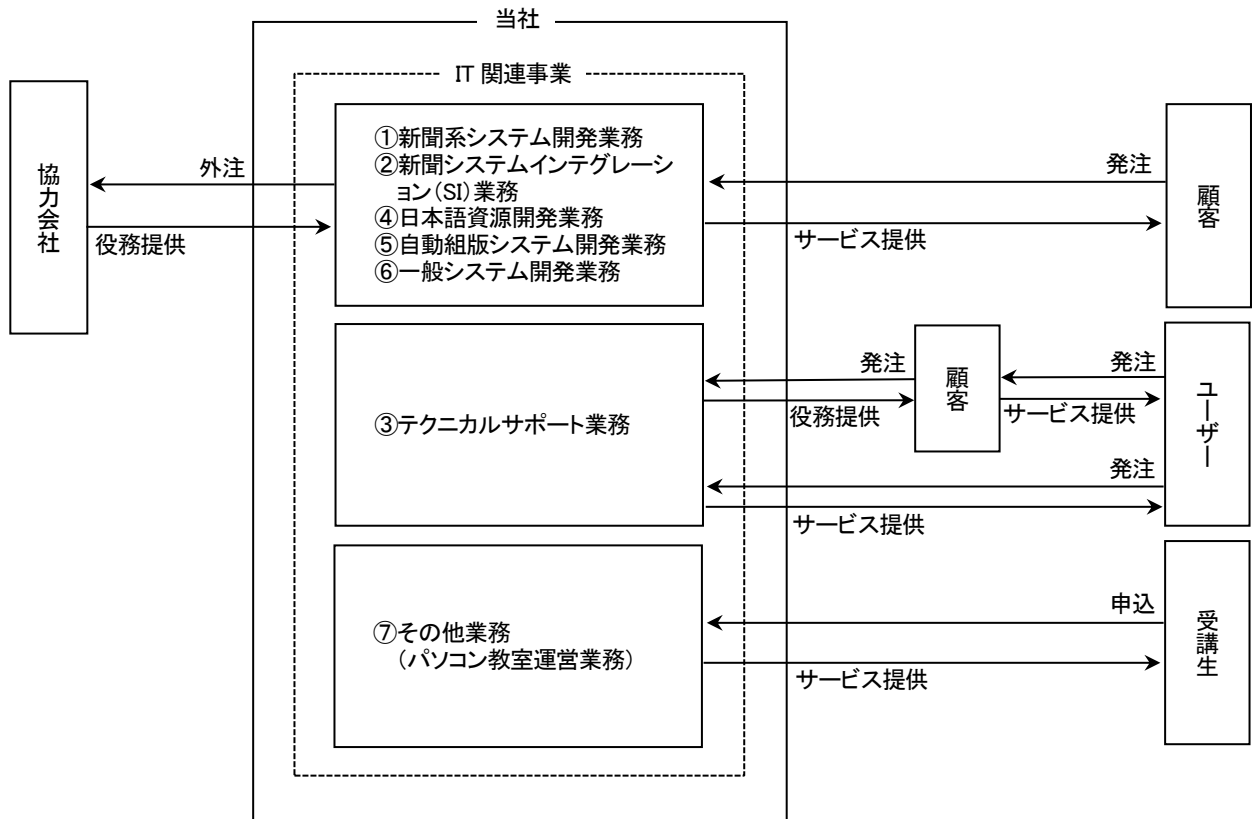 当社
IT 関連事業
協力会社
外注
役務提供
①新聞系システム開発業務
②新聞システムインテグレーシ
ョン（SI）業務
④日本語資源開発業務
⑤自動組版システム開発業務
⑥一般システム開発業務
発注
サービス提供
顧客
③テクニカルサポート業務
発注
役務提供
顧客
発注
サービス提供
発注
サービス提供
ユーザー
⑦その他業務
（パソコン教室運営業務）
申込
サービス提供
受講生